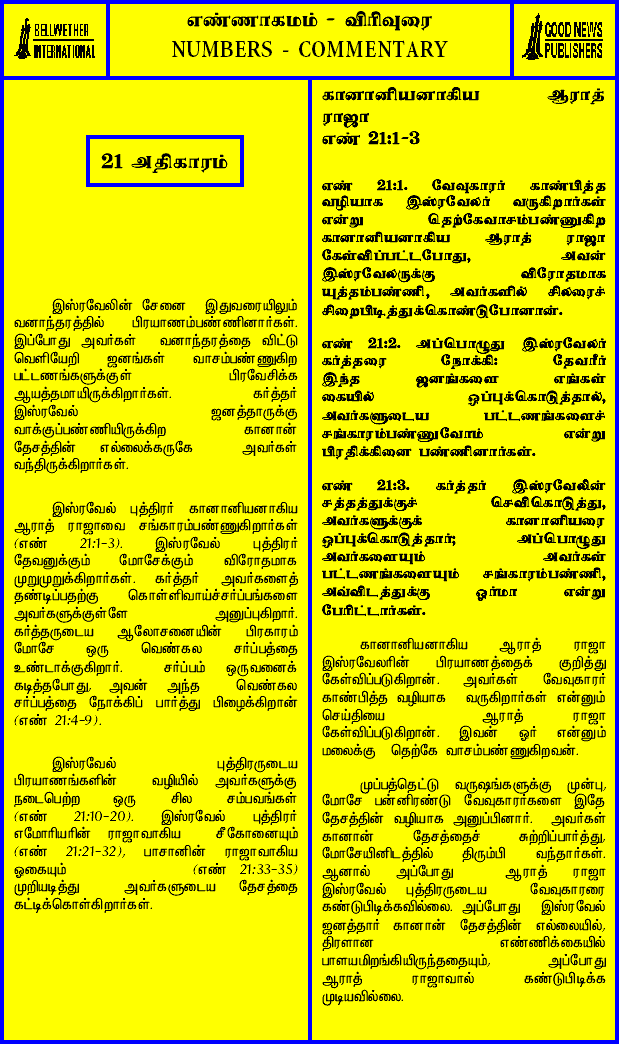 BELLWETHER
INTERNATIONAL
எண்ணாகமம் - விரிவுரை
NUMBERS - COMMENTARY
GOOD NEWS
PUBLISHERS
21 அதிகாரம்
இஸ்ரவேலின் சேனை இதுவரையிலும்
வனாந்தரத்தில் பிரயாணம்பண்ணினார்கள்.
இப்போது அவர்கள் வனாந்தரத்தை விட்டு
வெளியேறி ஜனங்கள் வாசம்பண்ணுகிற
பட்டணங்களுக்குள் பிரவேசிக்க
ஆயத்தமாயிருக்கிறார்கள். கர்த்தர்
இஸ்ரவேல் ஜனத்தாருக்கு
வாக்குப்பண்ணியிருக்கிற கானான்
தேசத்தின் எல்லைக்கருகே அவர்கள்
வந்திருக்கிறார்கள்.
இஸ்ரவேல் புத்திரர் கானானியனாகிய
ஆராத் ராஜாவை சங்காரம்பண்ணுகிறார்கள்
(எண் 21:1-3). இஸ்ரவேல் புத்திரர்
தேவனுக்கும் மோசேக்கும் விரோதமாக
முறுமுறுக்கிறார்கள். கர்த்தர் அவர்களைத்
தண்டிப்பதற்கு கொள்ளிவாய்ச்சர்ப்பங்களை
அவர்களுக்குள்ளே அனுப்புகிறார்.
கர்த்தருடைய ஆலோசனையின் பிரகாரம்
மோசே ஒரு வெண்கல சர்ப்பத்தை
உண்டாக்குகிறார். சர்ப்பம் ஒருவனைக்
கடித்தபோது, அவன் அந்த வெண்கல
சர்ப்பத்தை நோக்கிப் பார்த்து பிழைக்கிறான்
(எண் 21:4-9).
இஸ்ரவேல் புத்திரருடைய
பிரயாணங்களின் வழியில் அவர்களுக்கு
நடைபெற்ற ஒரு சில சம்பவங்கள்
(எண் 21:10-20). இஸ்ரவேல் புத்திரர்
எமோரியரின் ராஜாவாகிய சீகோனையும்
(எண் 21:21-32), பாசானின் ராஜாவாகிய
ஓகையும் (எண் 21:33-35)
முறியடித்து அவர்களுடைய தேசத்தை
கட்டிக்கொள்கிறார்கள்.
கானானியனாகிய ஆராத்
ராஜா
எண் 21:1-3
எண் 21:1. வேவுகாரர் காண்பித்த
வழியாக இஸ்ரவேலர் வருகிறார்கள்
என்று தெற்கேவாசம்பண்ணுகிற
கானானியனாகிய ஆராத் ராஜா
கேள்விப்பட்டபோது, அவன்
இஸ்ரவேலருக்கு விரோதமாக
யுத்தம்பண்ணி, அவர்களில் சிலரைச்
சிறைபிடித்துக்கொண்டுபோனான்.
எண் 21:2. அப்பொழுது இஸ்ரவேலர்
கர்த்தரை நோக்கி: தேவரீர்
இந்த ஜனங்களை எங்கள்
கையில் ஒப்புக்கொடுத்தால்,
அவர்களுடைய பட்டணங்களைச்
சங்காரம்பண்ணுவோம் என்று
பிரதிக்கினை பண்ணினார்கள்.
எண் 21:3. கர்த்தர் இஸ்ரவேலின்
சத்தத்துக்குச் செவிகொடுத்து,
அவர்களுக்குக் கானானியரை
ஒப்புக்கொடுத்தார்; அப்பொழுது
அவர்களையும் அவர்கள்
பட்டணங்களையும் சங்காரம்பண்ணி,
அவ்விடத்துக்கு ஓர்மா என்று
பேரிட்டார்கள்.
கானானியனாகிய ஆராத் ராஜா
இஸ்ரவேலரின் பிரயாணத்தைக் குறித்து
கேள்விப்படுகிறான். அவர்கள் வேவுகாரர்
காண்பித்த வழியாக வருகிறார்கள் என்னும்
செய்தியை ஆராத் ராஜா
கேள்விப்படுகிறான். இவன் ஓர் என்னும்
மலைக்கு தெற்கே வாசம்பண்ணுகிறவன்.
முப்பத்தெட்டு வருஷங்களுக்கு முன்பு,
மோசே பன்னிரண்டு வேவுகாரர்களை இதே
தேசத்தின் வழியாக அனுப்பினார். அவர்கள்
கானான் தேசத்தைச் சுற்றிப்பார்த்து,
மோசேயினிடத்தில் திரும்பி வந்தார்கள்.
ஆனால் அப்போது ஆராத் ராஜா
இஸ்ரவேல் புத்திரருடைய வேவுகாரரை
கண்டுபிடிக்கவில்லை. அப்போது இஸ்ரவேல்
ஜனத்தார் கானான் தேசத்தின் எல்லையில்,
திரளான எண்ணிக்கையில்
பாளயமிறங்கியிருந்ததையும், அப்போது
ஆராத் ராஜாவால் கண்டுபிடிக்க
முடியவில்லை.